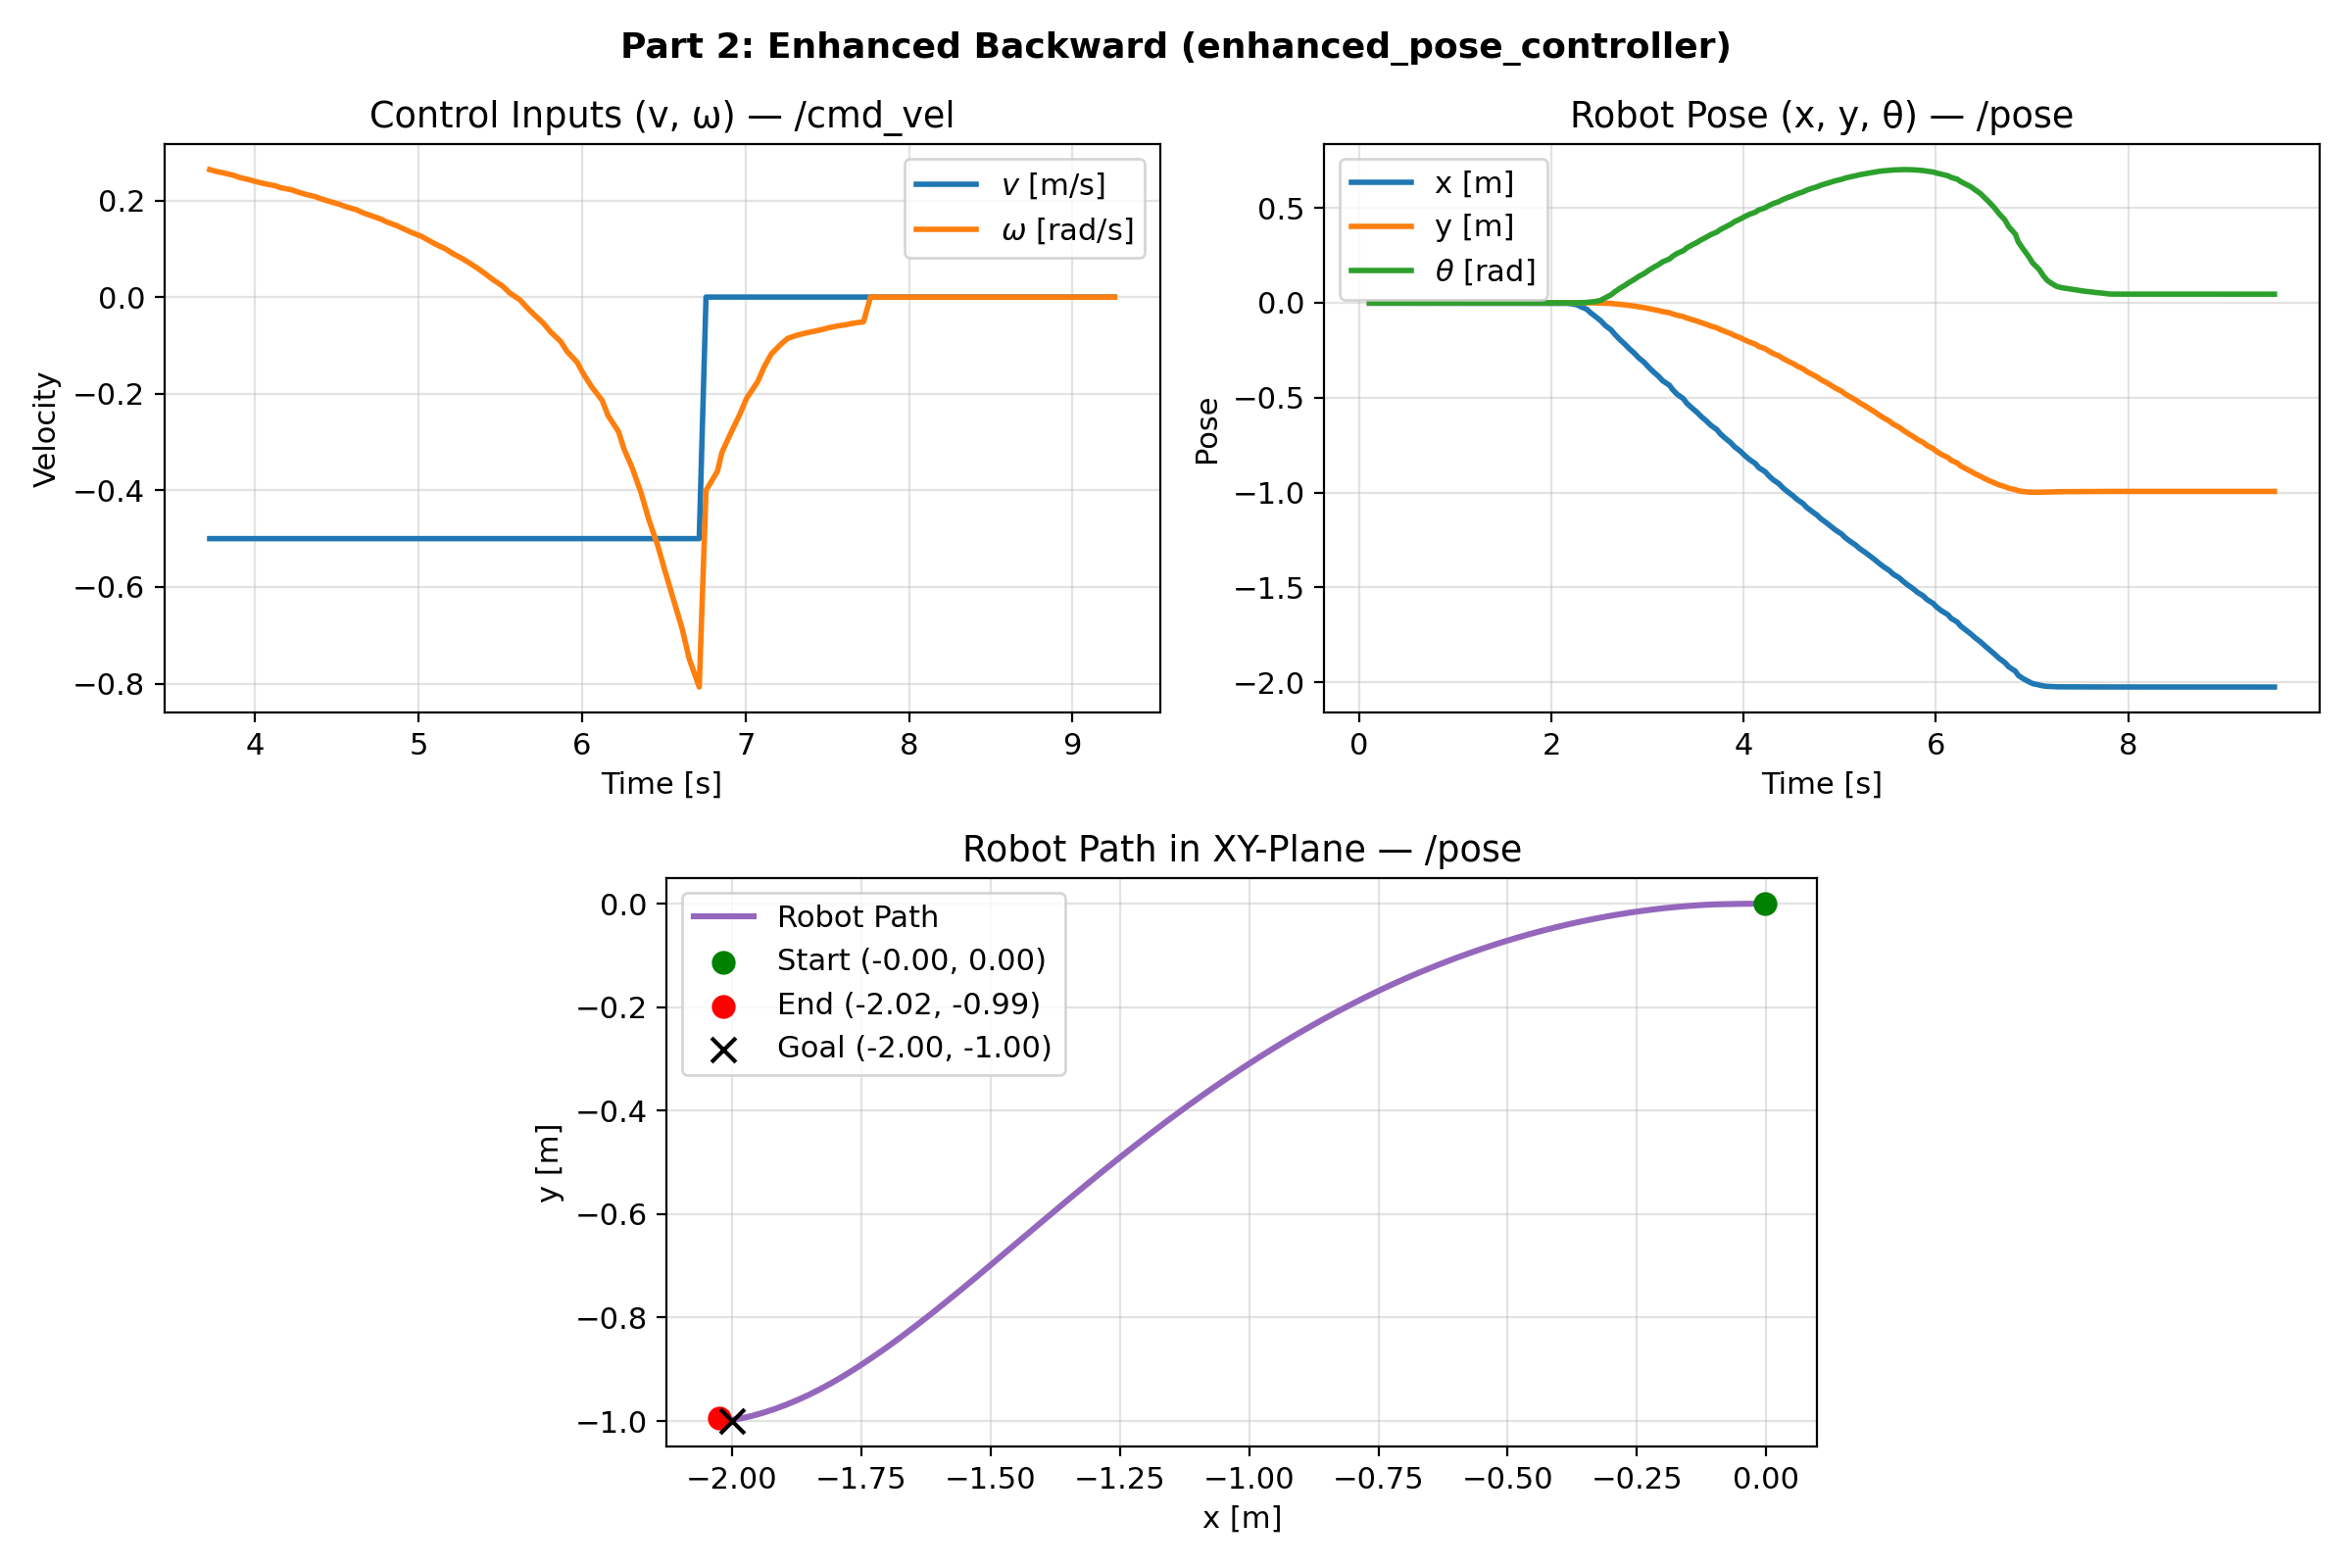 Part 2: Enhanced Backward (enhanced_pose_controller)
Control Inputs (v, ω) — /cmd_vel
v [m/s]
ω [rad/s]
0.2
0.0
−0.2
−0.4
−0.6
−0.8
Velocity
4 5 6 7 8 9
Time [s]
Robot Pose (x, y, θ) — /pose
x [m]
y [m]
θ [rad]
0.5
0.0
−0.5
−1.0
−1.5
−2.0
Pose
0 2 4 6 8
Time [s]
Robot Path in XY-Plane — /pose
Robot Path
Start (-0.00, 0.00)
End (-2.02, -0.99)
Goal (-2.00, -1.00)
0.0
−0.2
−0.4
−0.6
−0.8
−1.0
y [m]
−2.00 −1.75 −1.50 −1.25 −1.00 −0.75 −0.50 −0.25 0.00
x [m]